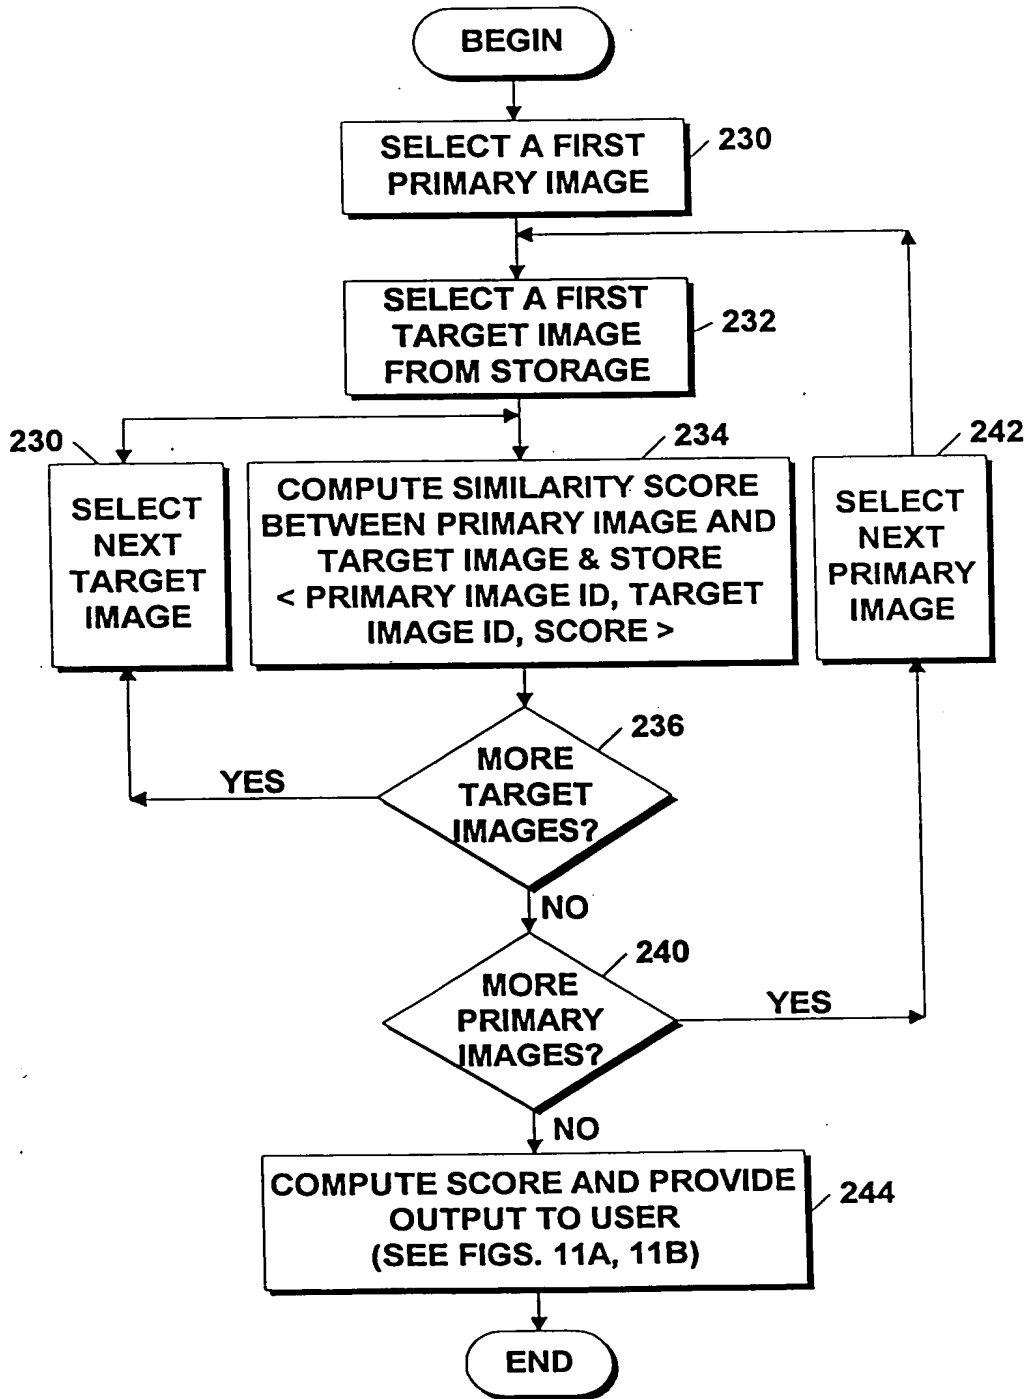 BEGIN
SELECT A FIRST
PRIMARY IMAGE
230
SELECT A FIRST
TARGET IMAGE
FROM STORAGE
232
230
SELECT
NEXT
TARGET
IMAGE
234
COMPUTE SIMILARITY SCORE
BETWEEN PRIMARY IMAGE AND
TARGET IMAGE & STORE
< PRIMARY IMAGE ID, TARGET
IMAGE ID, SCORE >
242
SELECT
NEXT
PRIMARY
IMAGE
236
MORE
TARGET
IMAGES?
YES
NO
240
MORE
PRIMARY
IMAGES?
YES
NO
COMPUTE SCORE AND PROVIDE
OUTPUT TO USER
(SEE FIGS. 11A, 11B)
244
END